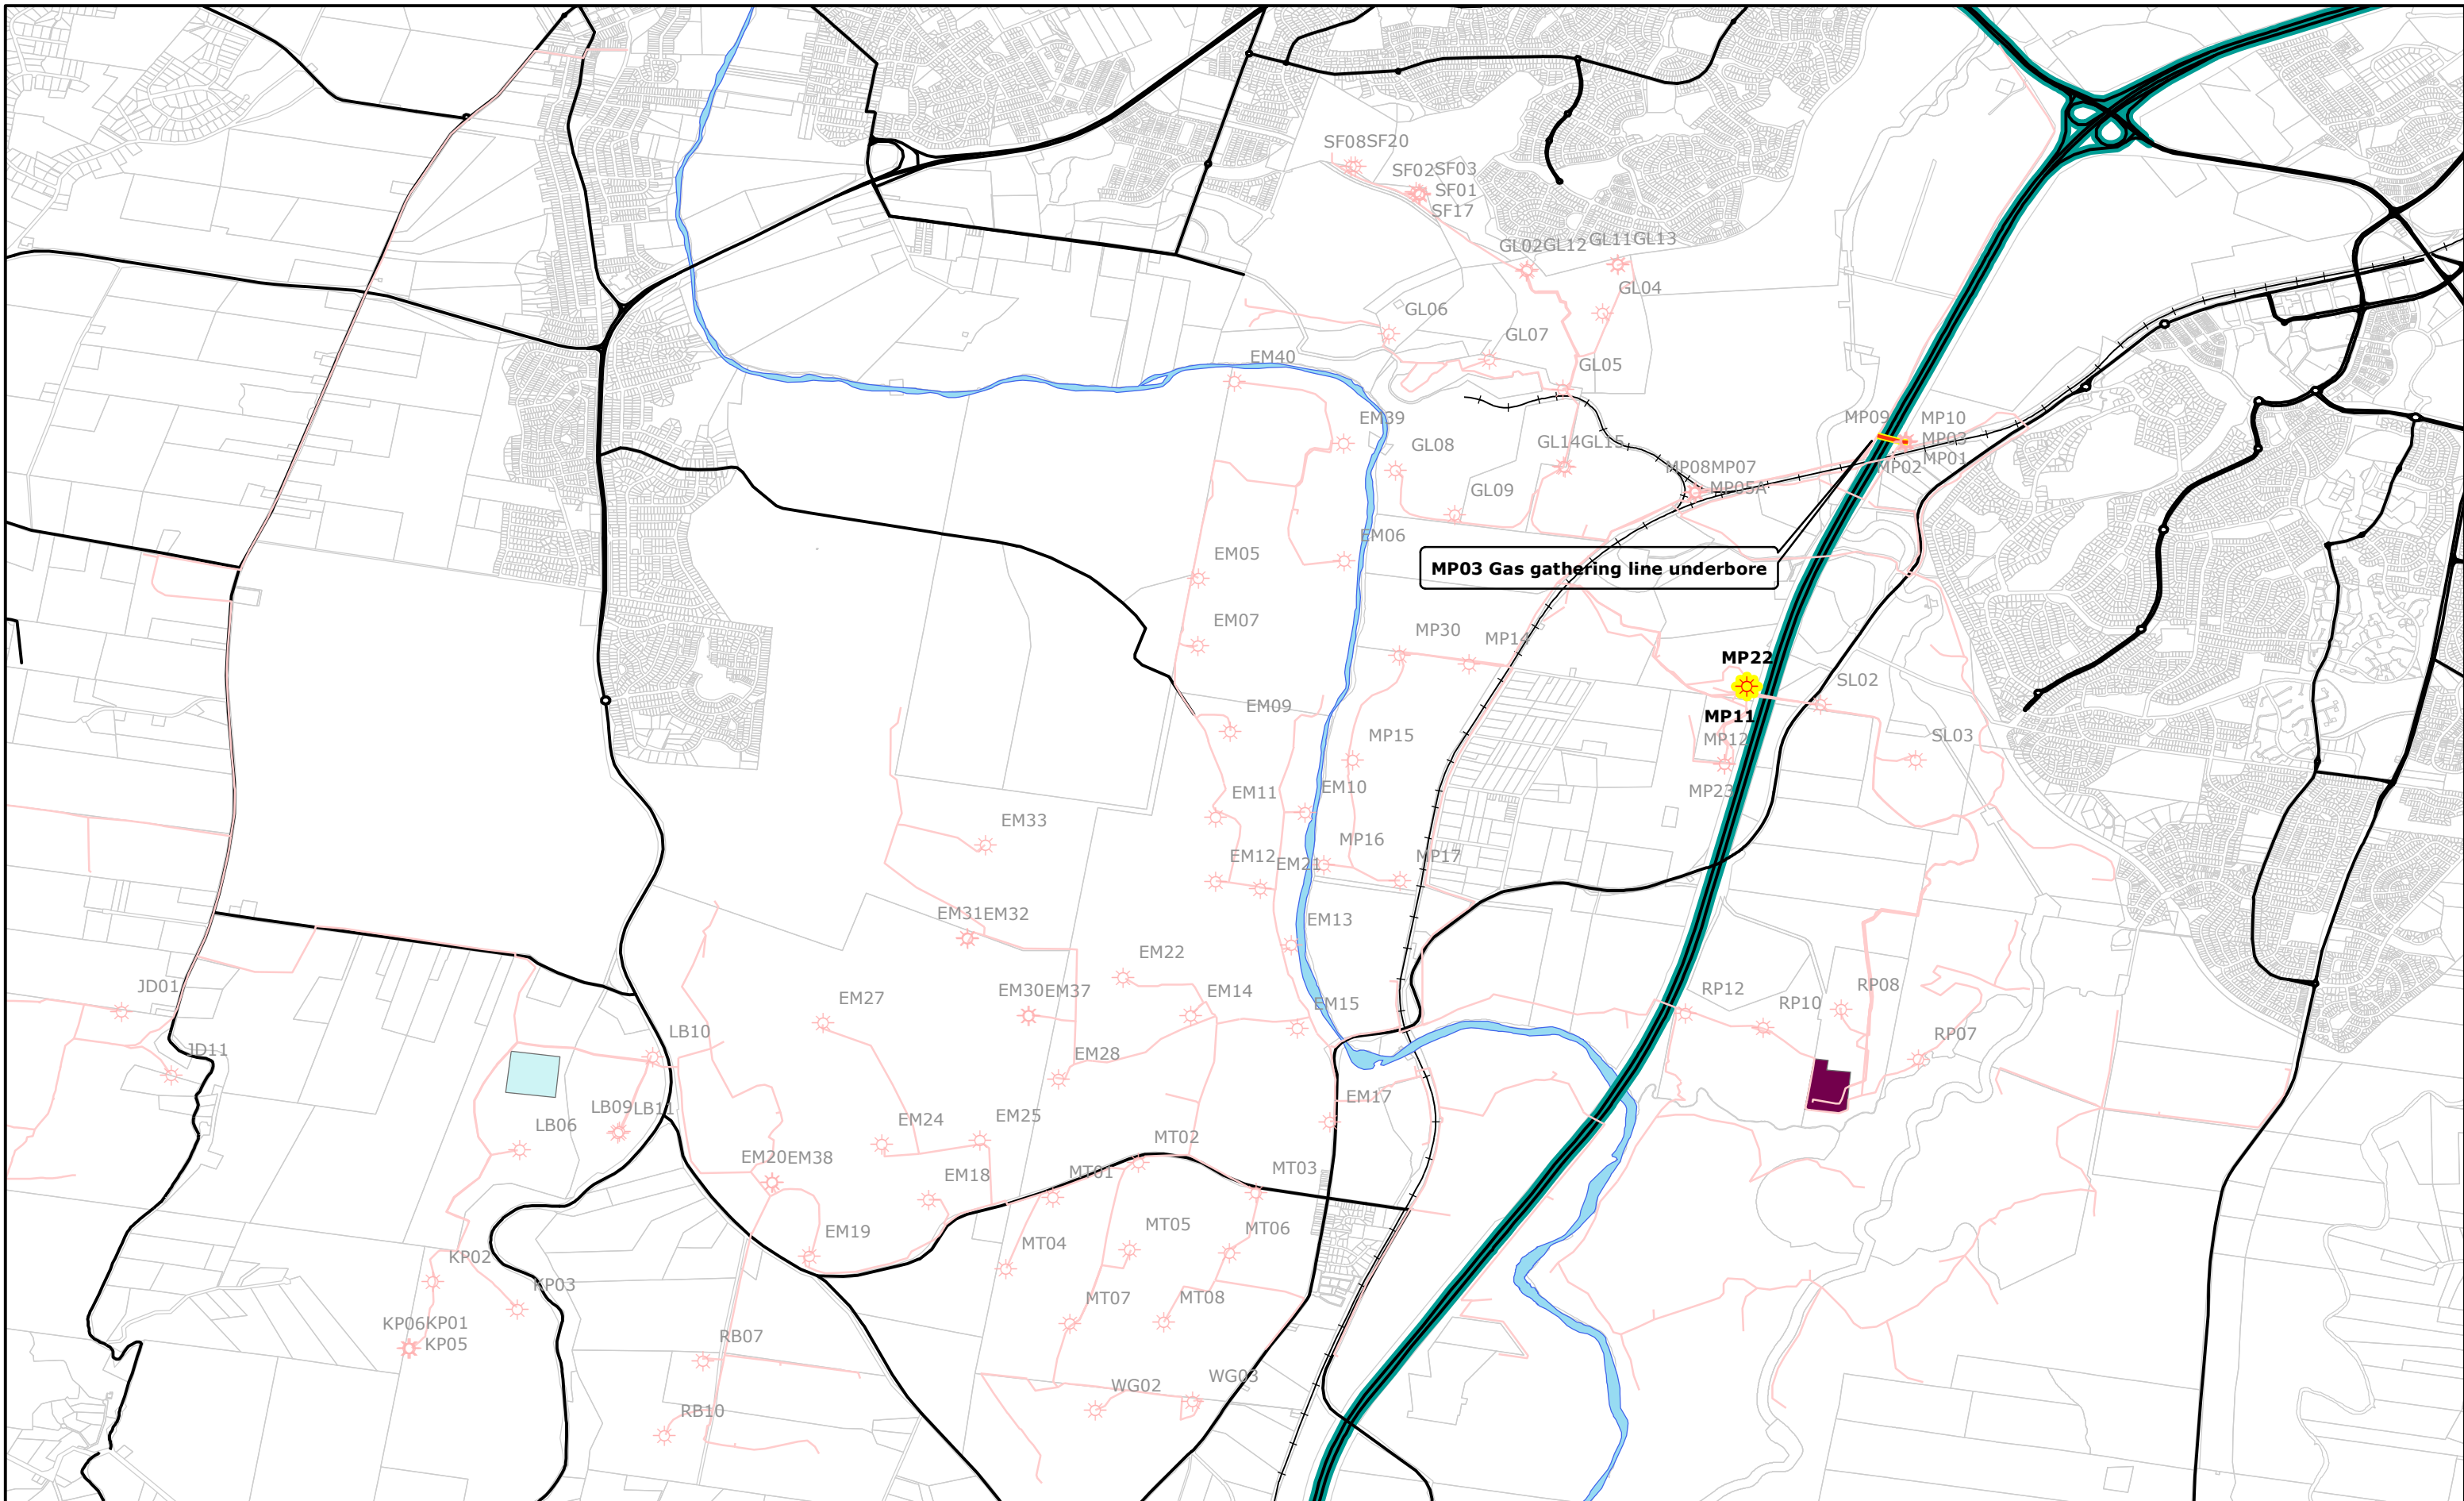 SF08SF20
SF02SF03
SF01
SF17
GL02GL12
GL11GL13
GL04
GL06
GL07
GL05
EM40
EM39
GL08
GL14GL15
GL09
MP09
MP10
MP03
MP01
MP02
MP08MP07
MP05A
EM05
EM06
MP03 Gas gathering line underbore
EM07
MP30
MP14
MP22
MP11
MP12
SL02
EM09
MP15
SL03
EM11
EM10
MP23
EM33
MP16
MP17
EM12
EM21
EM31EM32
EM13
EM22
JD01
EM27
EM30EM37
EM14
EM15
RP12
RP10
RP08
RP07
LB10
JD11
EM28
EM17
LB09LB11
LB06
EM24
EM25
MT02
EM20EM38
EM18
MT01
MT03
EM19
MT04
MT05
MT06
KP02
KP03
MT07
MT08
KP06KP01
KP05
RB07
WG02
WG03
RB10